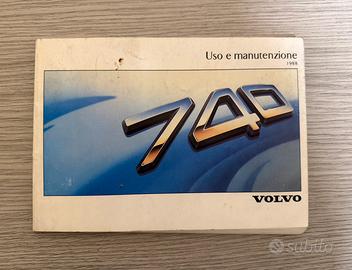 Uso e manutenzione
1988
740
VOLVO
subito